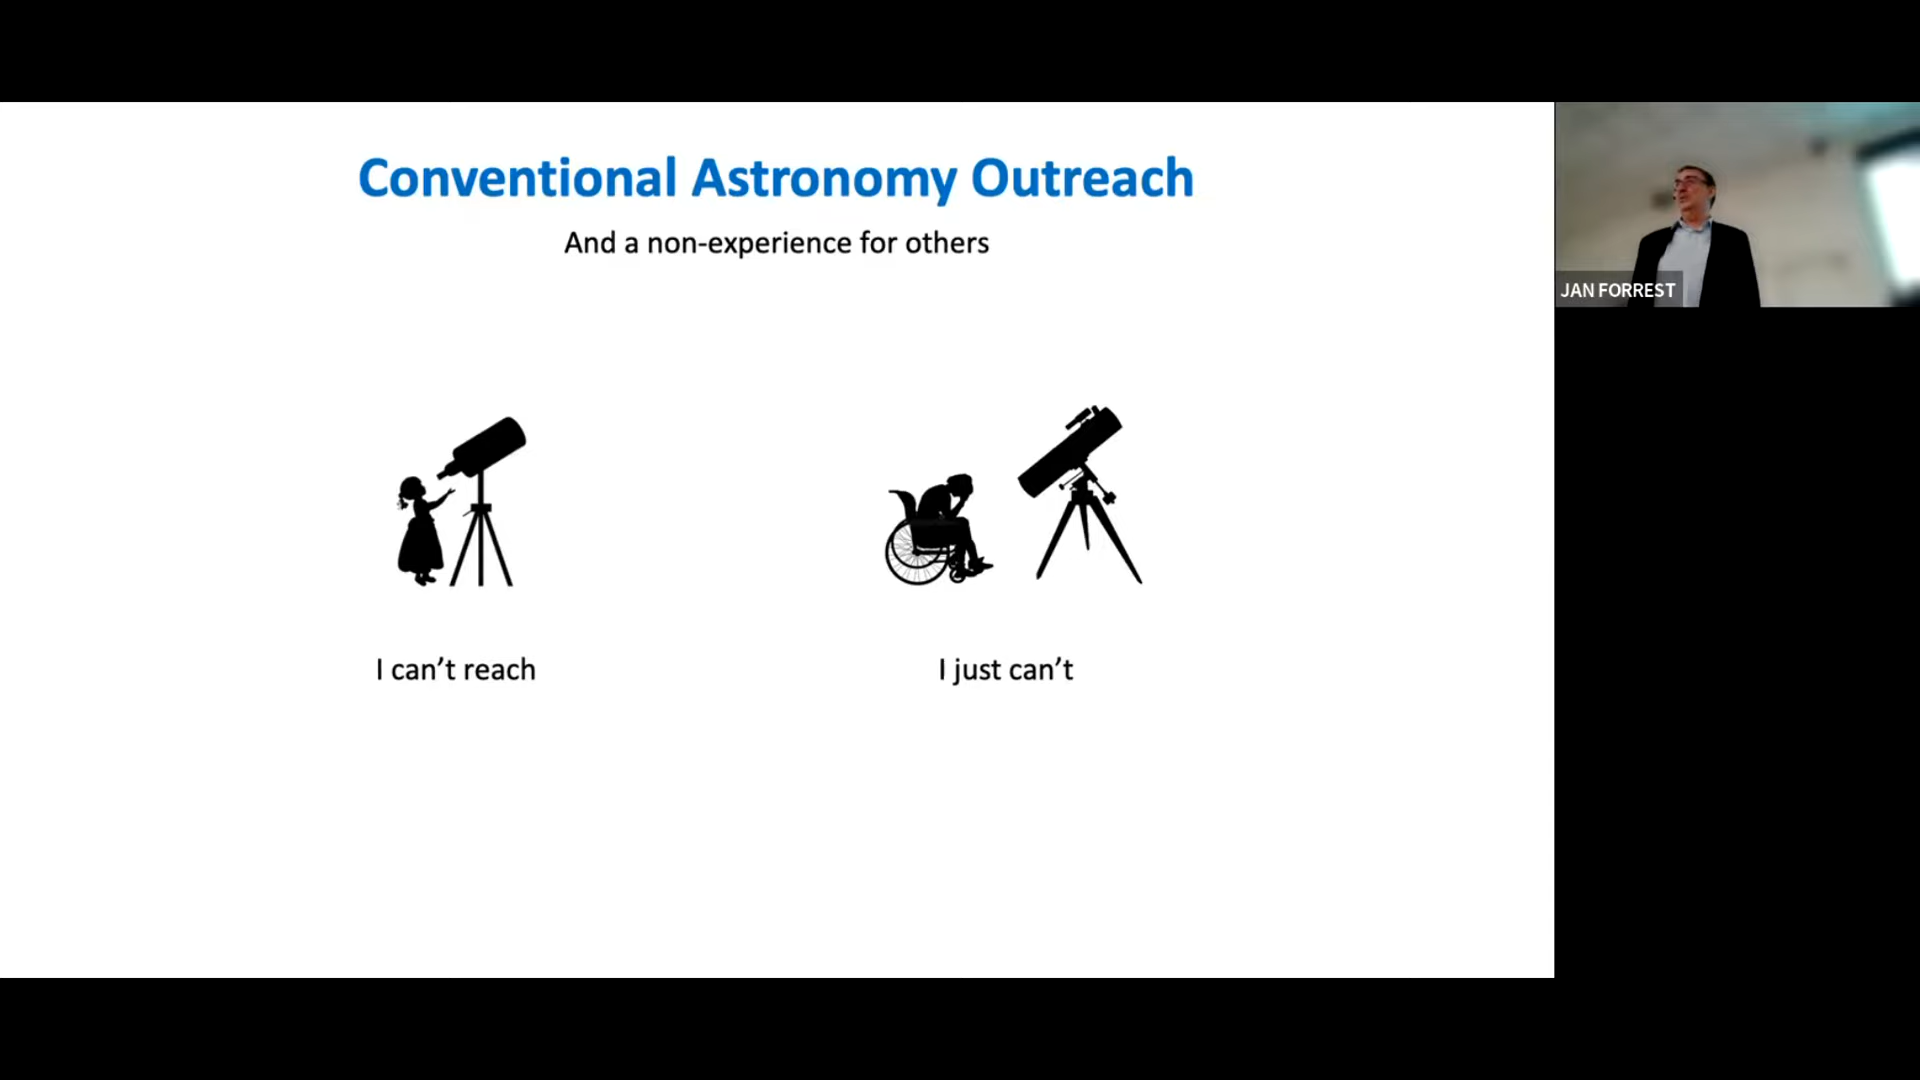 Conventional Astronomy Outreach
And a non-experience for others
JAN FORREST
I can’t reach
I just can’t